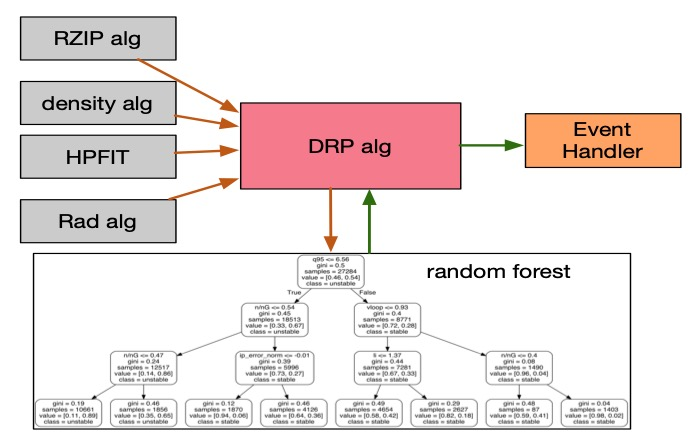 RZIP alg
density alg
HPFIT
Rad alg
DRP alg
Event
Handler
random forest
q95 <= 6.56
gini = 0.5
samples = 27284
value = [0.46, 0.54]
class = unstable
True
False
n/nG <= 0.54
gini = 0.45
samples = 18513
value = [0.33, 0.67]
class = unstable
vloop <= 0.93
gini = 0.4
samples = 8771
value = [0.72, 0.28]
class = stable
n/nG <= 0.47
gini = 0.24
samples = 12517
value = [0.14, 0.86]
class = unstable
ip_error_norm <= -0.01
gini = 0.39
samples = 5996
value = [0.73, 0.27]
class = stable
li <= 1.37
gini = 0.44
samples = 7281
value = [0.67, 0.33]
class = stable
n/nG <= 0.4
gini = 0.08
samples = 1490
value = [0.96, 0.04]
class = stable
gini = 0.19
samples = 10661
value = [0.11, 0.89]
class = unstable
gini = 0.46
samples = 1856
value = [0.35, 0.65]
class = unstable
gini = 0.12
samples = 1870
value = [0.94, 0.06]
class = stable
gini = 0.46
samples = 4126
value = [0.64, 0.36]
class = stable
gini = 0.49
samples = 4654
value = [0.58, 0.42]
class = stable
gini = 0.29
samples = 2627
value = [0.82, 0.18]
class = stable
gini = 0.48
samples = 87
value = [0.59, 0.41]
class = stable
gini = 0.04
samples = 1403
value = [0.98, 0.02]
class = stable